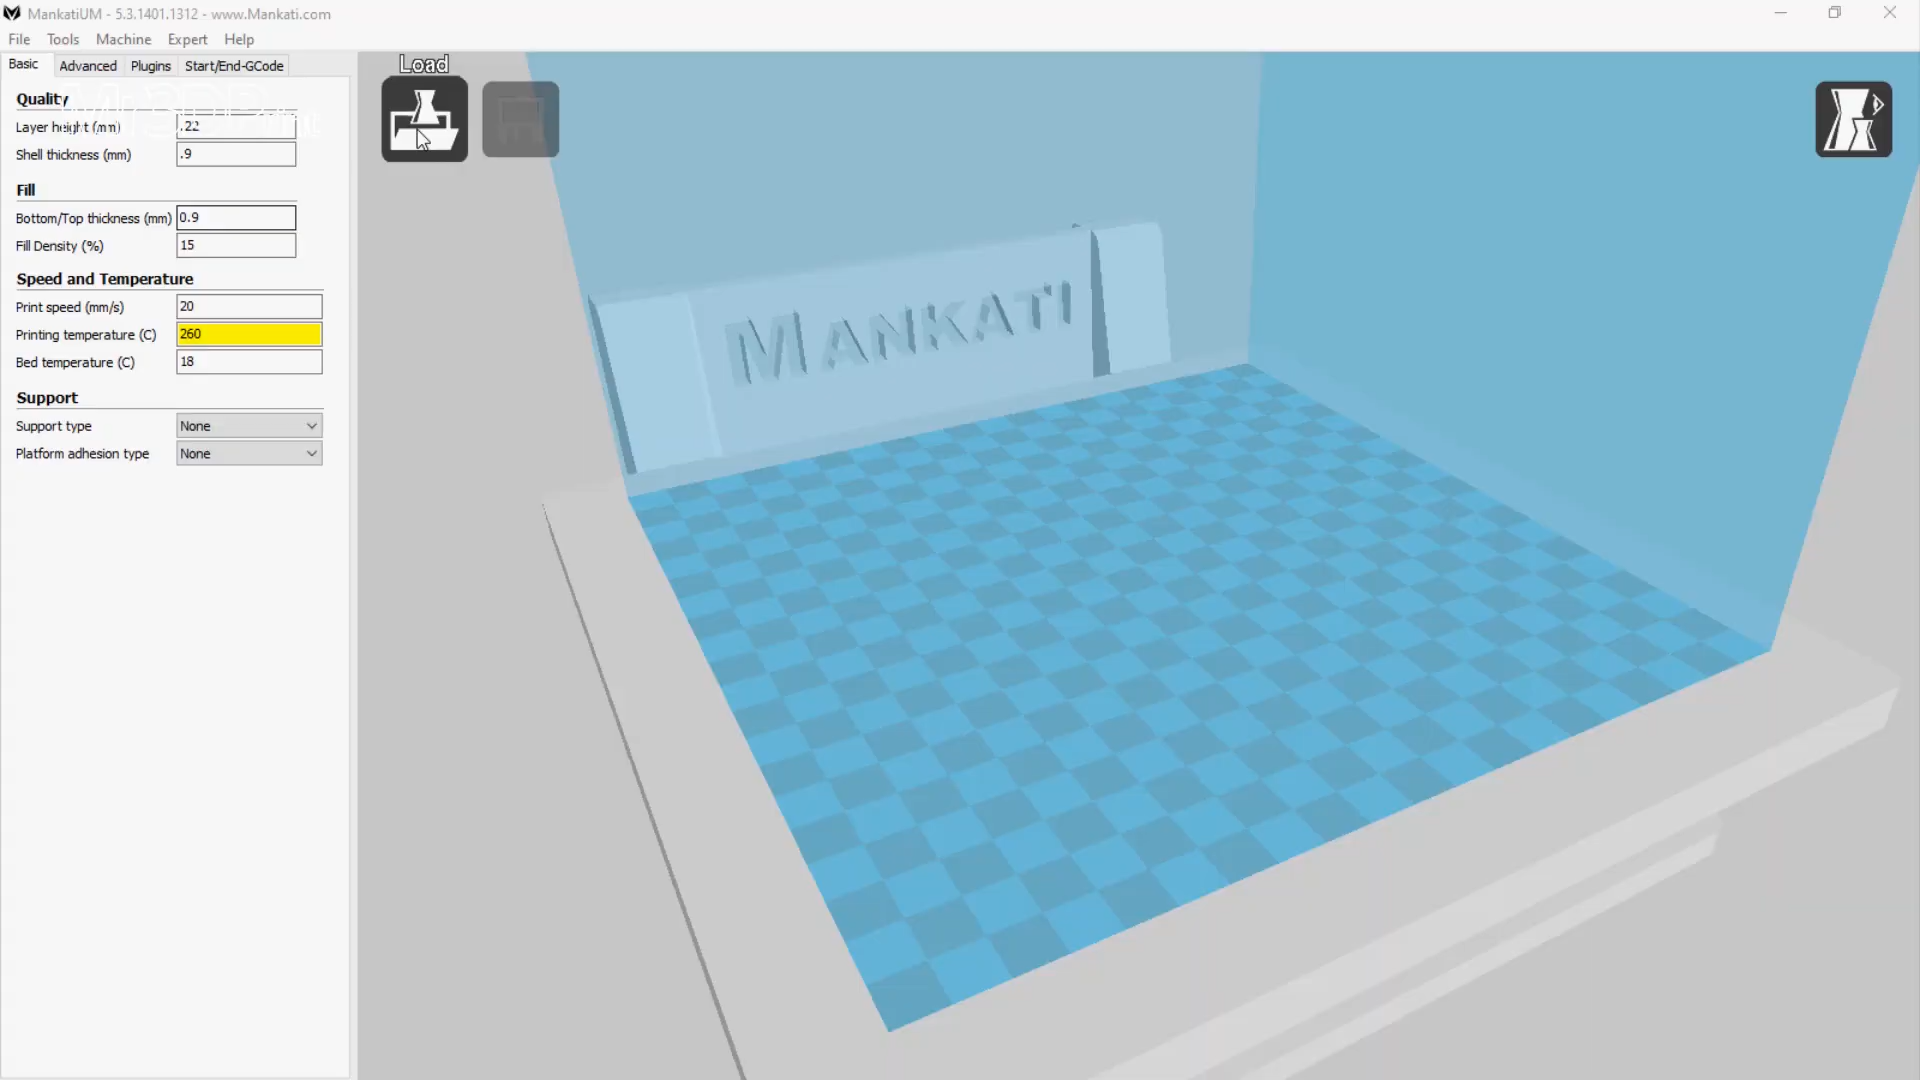 MankatiUM - 5.3.1401.1312 - www.Mankati.com
File Tools Machine Expert Help
Basic Advanced Plugins Start/End-GCode
Load
Quality
Mr3DPrint
Layer height (mm) .22
Shell thickness (mm) .9
Fill
Bottom/Top thickness (mm) 0.9
Fill Density (%) 15
Speed and Temperature
Print speed (mm/s) 20
Printing temperature (C) 260
Bed temperature (C) 18
Support
Support type None
Platform adhesion type None
MANKATI